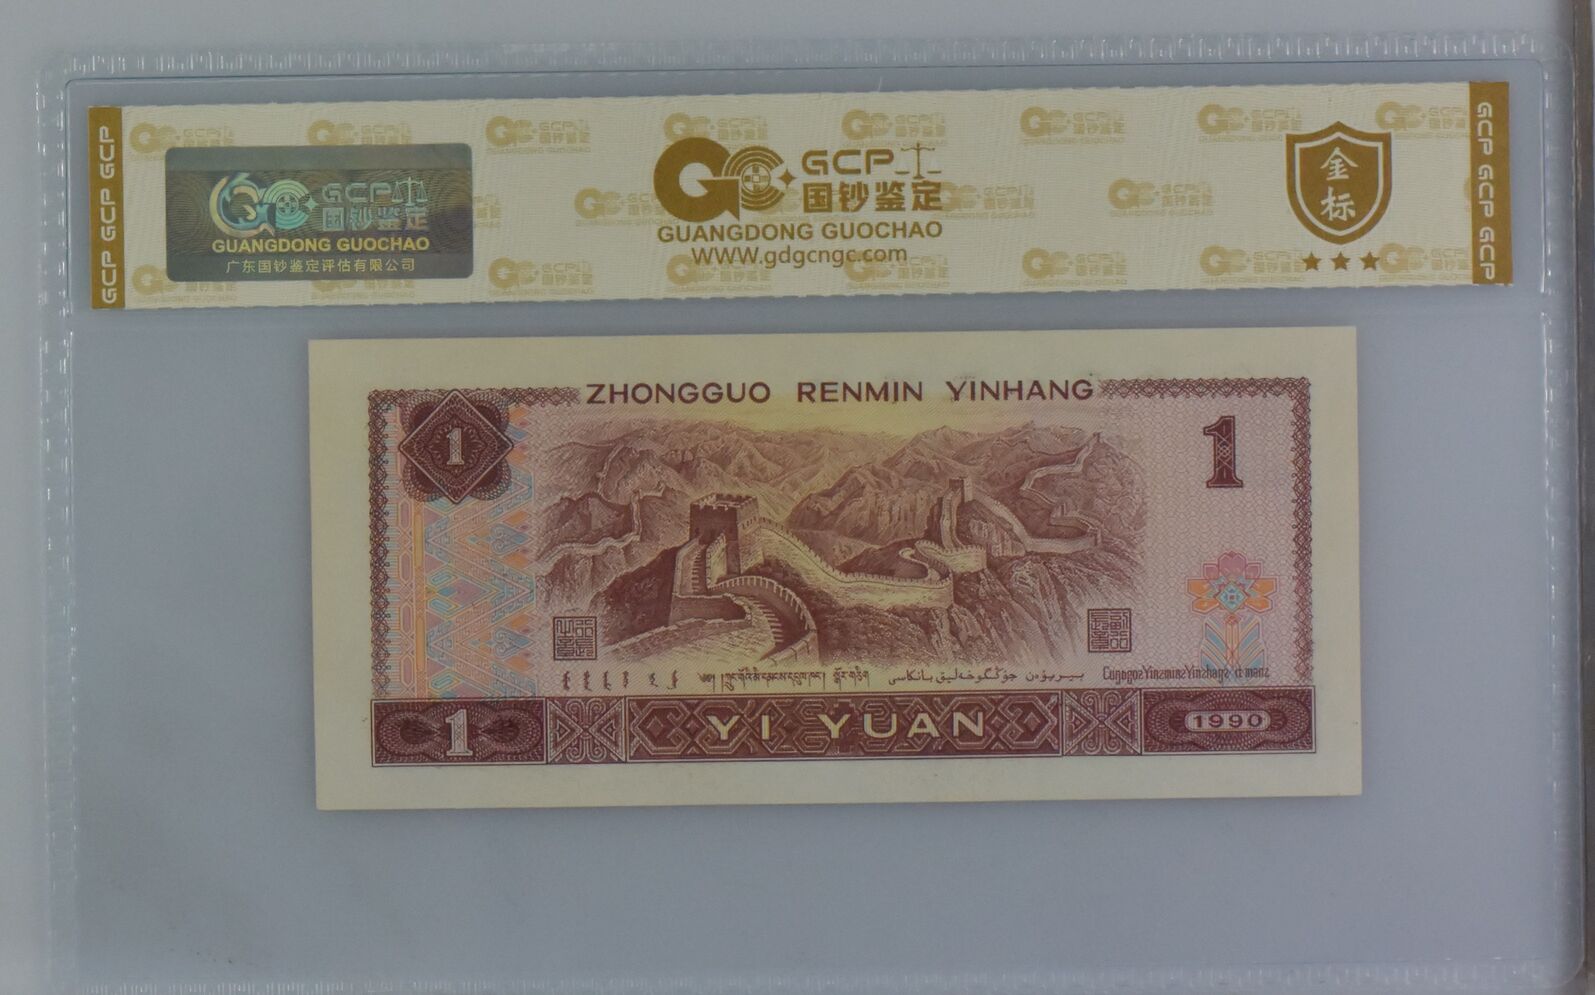 GCP 国钞鉴定
GUANGDONG GUOCHAO
广东国钞鉴定评估有限公司
GCP 国钞鉴定
GUANGDONG GUOCHAO
WWW.gdgcngc.com
金标
GCP GCP GCP
GCP GCP GCP
ZHONGGUO RENMIN YINHANG
1
1
1 YI YUAN 1990